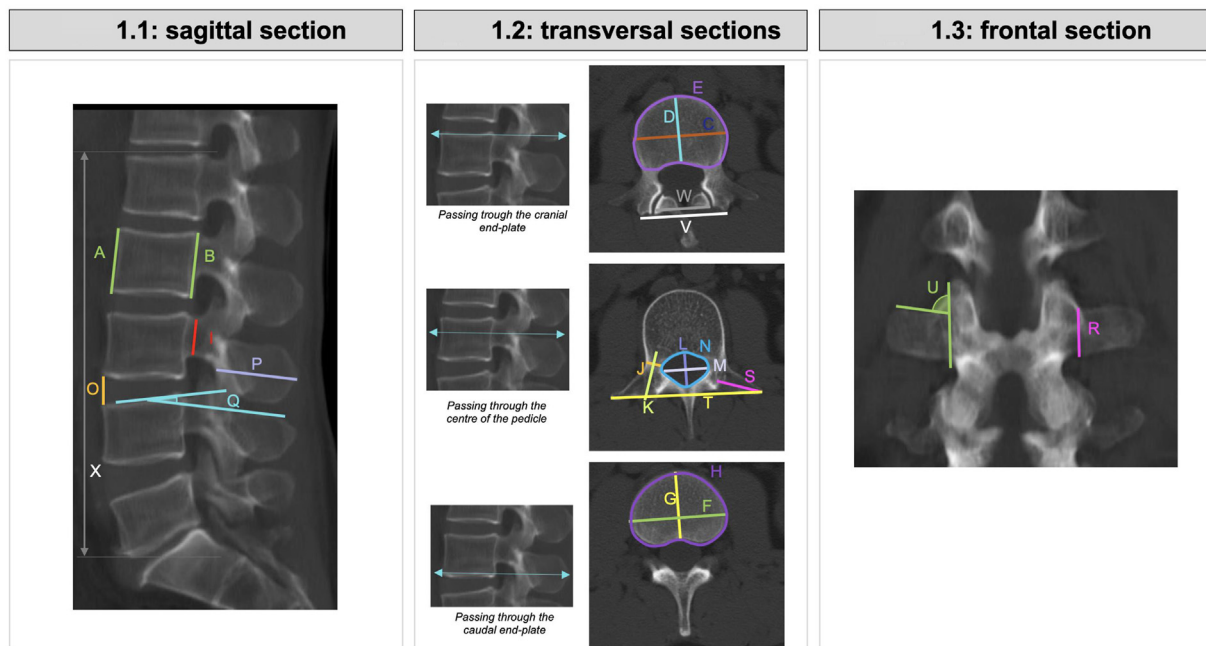 1.1: sagittal section
1.2: transversal sections
1.3: frontal section
A
B
I
P
O
Q
X
Passing trough the cranial
end-plate
E
D
C
W
V
Passing through the
centre of the pedicle
L
N
J
M
S
K
T
Passing through the
caudal end-plate
H
G
F
U
R